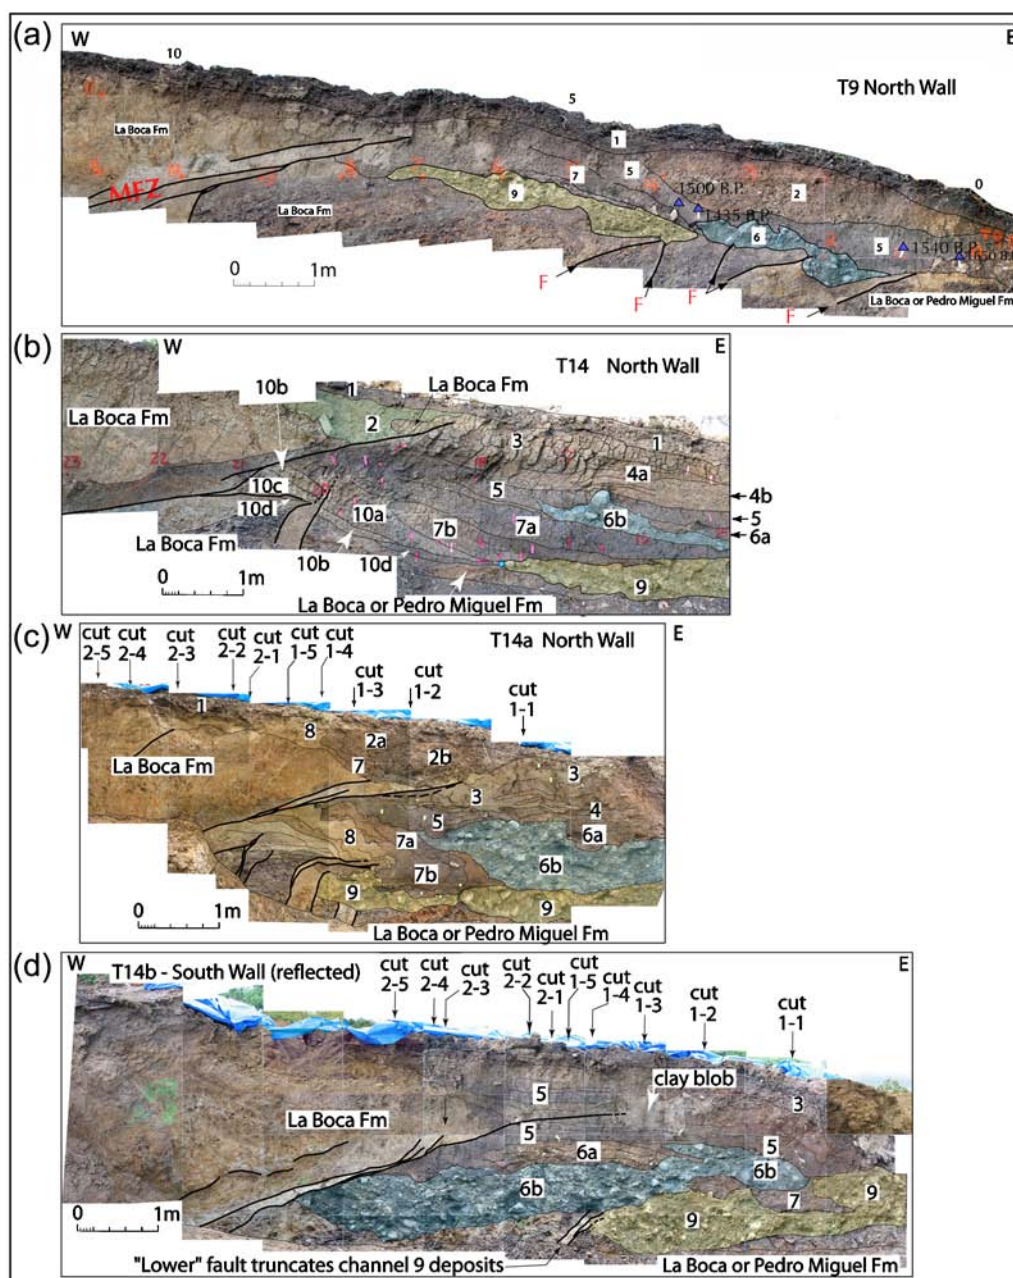 (a)
W
E
T9 North Wall
10
5
0
La Boca Fm
MFZ
La Boca Fm
1
5
7
2
9
1500 B.P.
1435 B.P.
6
5
1540 B.P.
1650 B.P.
0 1m
F
F
F
F
La Boca or Pedro Miguel Fm
(b)
W
E
T14 North Wall
10b
1
La Boca Fm
La Boca Fm
2
3
1
23
22
21
4a
10c
5
4b
10d
10a
6b
5
7b
7a
6a
La Boca Fm
10b
10d
9
0 1m
La Boca or Pedro Miguel Fm
(c)
W
T14a North Wall
E
cut 2-5
cut 2-4
cut 2-3
cut 2-2
cut 2-1
cut 1-5
cut 1-4
cut 1-3
cut 1-2
cut 1-1
1
8
2a
2b
La Boca Fm
7
3
3
4
5
6a
8
7a
6b
7b
9
9
0 1m
La Boca or Pedro Miguel Fm
(d)
W
T14b - South Wall (reflected)
E
cut 2-5
cut 2-4
cut 2-3
cut 2-2
cut 2-1
cut 1-5
cut 1-4
cut 1-3
cut 1-2
cut 1-1
clay blob
5
3
La Boca Fm
5
5
6a
6b
6b
7
9
9
0 1m
"Lower" fault truncates channel 9 deposits
La Boca or Pedro Miguel Fm